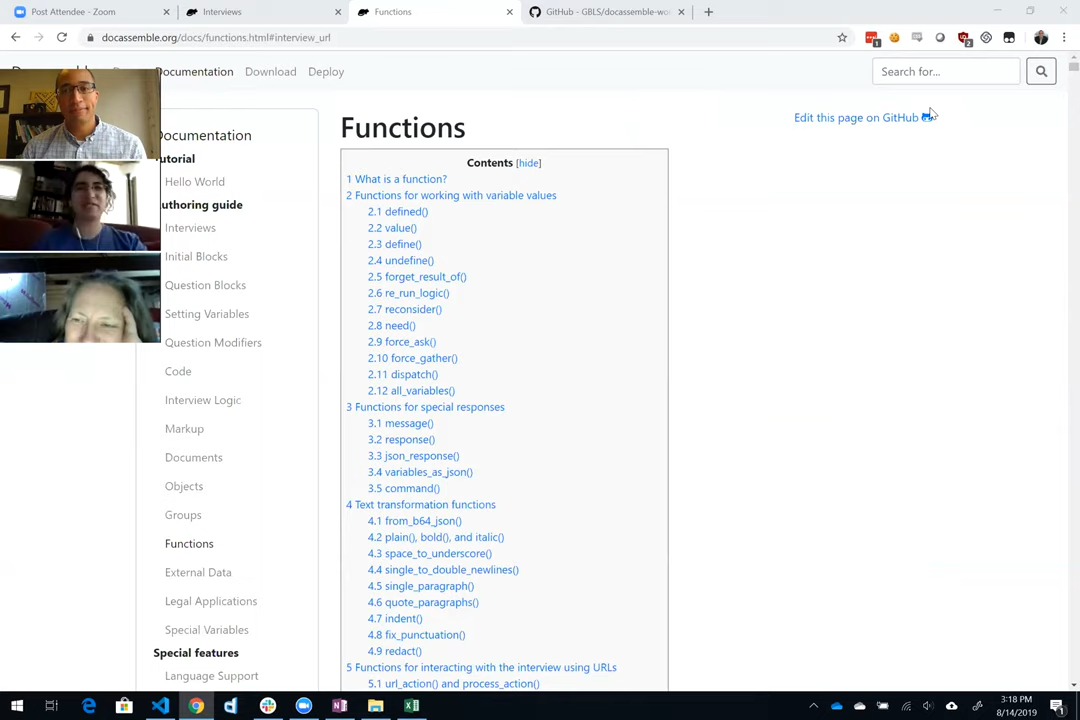 Post Attendee - Zoom
Interviews
Functions
GitHub - GBLS/docassemble-wo
docassemble.org/docs/functions.html#interview_url
Documentation
Download
Deploy
Search for...
Documentation
utorial
Hello World
uthoring guide
Interviews
Initial Blocks
Question Blocks
Setting Variables
Question Modifiers
Code
Interview Logic
Markup
Documents
Objects
Groups
Functions
External Data
Legal Applications
Special Variables
Special features
Language Support
Functions
Edit this page on GitHub
Contents [hide]
1 What is a function?
2 Functions for working with variable values
2.1 defined()
2.2 value()
2.3 define()
2.4 undefine()
2.5 forget_result_of()
2.6 re_run_logic()
2.7 reconsider()
2.8 need()
2.9 force_ask()
2.10 force_gather()
2.11 dispatch()
2.12 all_variables()
3 Functions for special responses
3.1 message()
3.2 response()
3.3 json_response()
3.4 variables_as_json()
3.5 command()
4 Text transformation functions
4.1 from_b64_json()
4.2 plain(), bold(), and italic()
4.3 space_to_underscore()
4.4 single_to_double_newlines()
4.5 single_paragraph()
4.6 quote_paragraphs()
4.7 indent()
4.8 fix_punctuation()
4.9 redact()
5 Functions for interacting with the interview using URLs
5.1 url_action() and process_action()
3:18 PM
8/14/2019